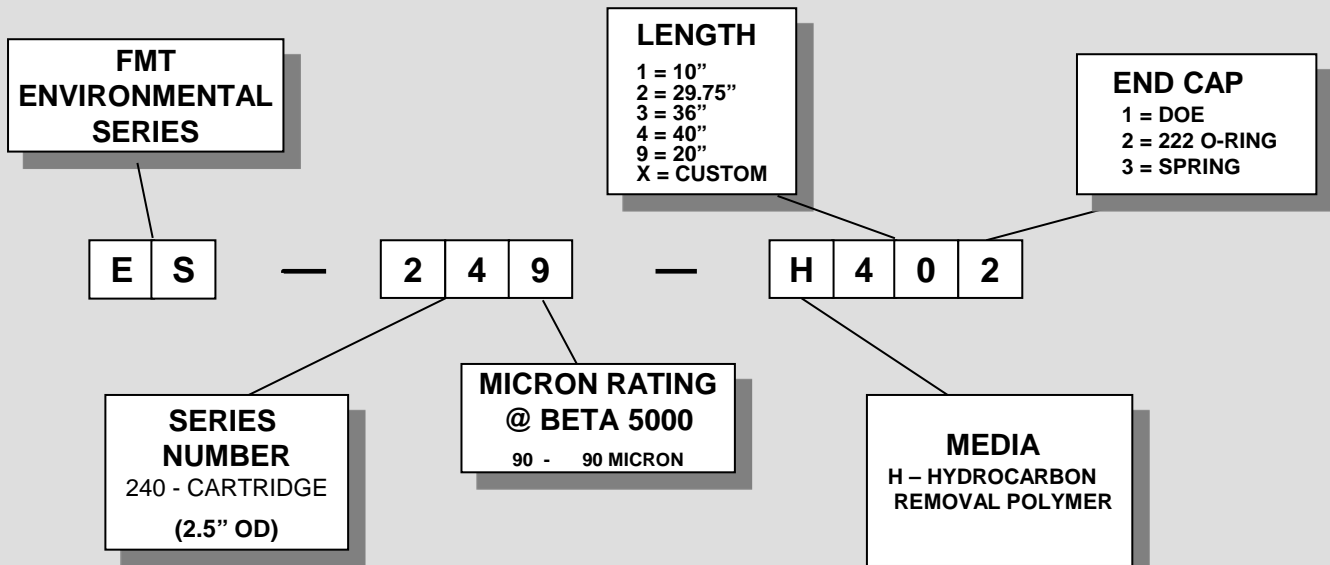 FMT
ENVIRONMENTAL
SERIES
LENGTH
1 = 10”
2 = 29.75”
3 = 36”
4 = 40”
9 = 20”
X = CUSTOM
END CAP
1 = DOE
2 = 222 O-RING
3 = SPRING
E S — 2 4 9 — H 4 0 2
SERIES
NUMBER
240 - CARTRIDGE
(2.5” OD)
MICRON RATING
@ BETA 5000
90 - 90 MICRON
MEDIA
H – HYDROCARBON
REMOVAL POLYMER